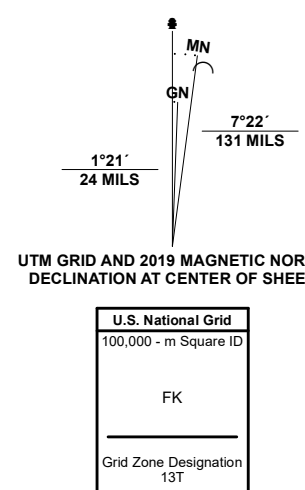 MN
GN
7°22´
131 MILS
1°21´
24 MILS
UTM GRID AND 2019 MAGNETIC NOR
DECLINATION AT CENTER OF SHEE
U.S. National Grid
100,000 - m Square ID
FK
Grid Zone Designation
13T